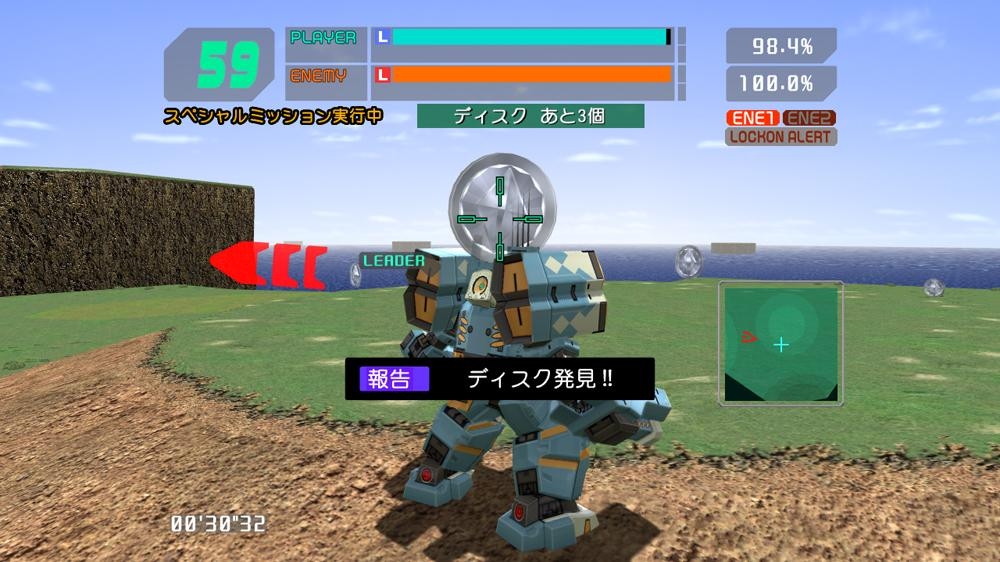 59
PLAYER
L
ENEMY
L
98.4%
100.0%
スペシャルミッション実行中
ディスク あと3個
ENE1 ENE2
LOCKON ALERT
LEADER
報告 ディスク発見!!
00'30"32